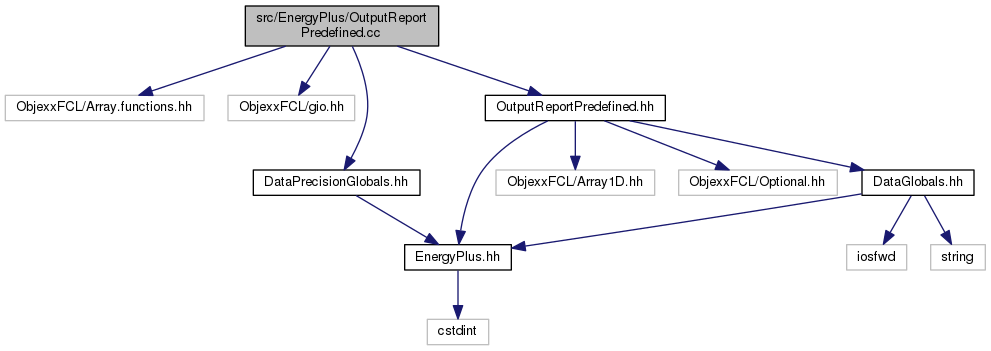 src/EnergyPlus/OutputReport
Predefined.cc
ObjexxFCL/Array.functions.hh
ObjexxFCL/gio.hh
OutputReportPredefined.hh
DataPrecisionGlobals.hh
ObjexxFCL/Array1D.hh
ObjexxFCL/Optional.hh
DataGlobals.hh
EnergyPlus.hh
iosfwd
string
cstdint